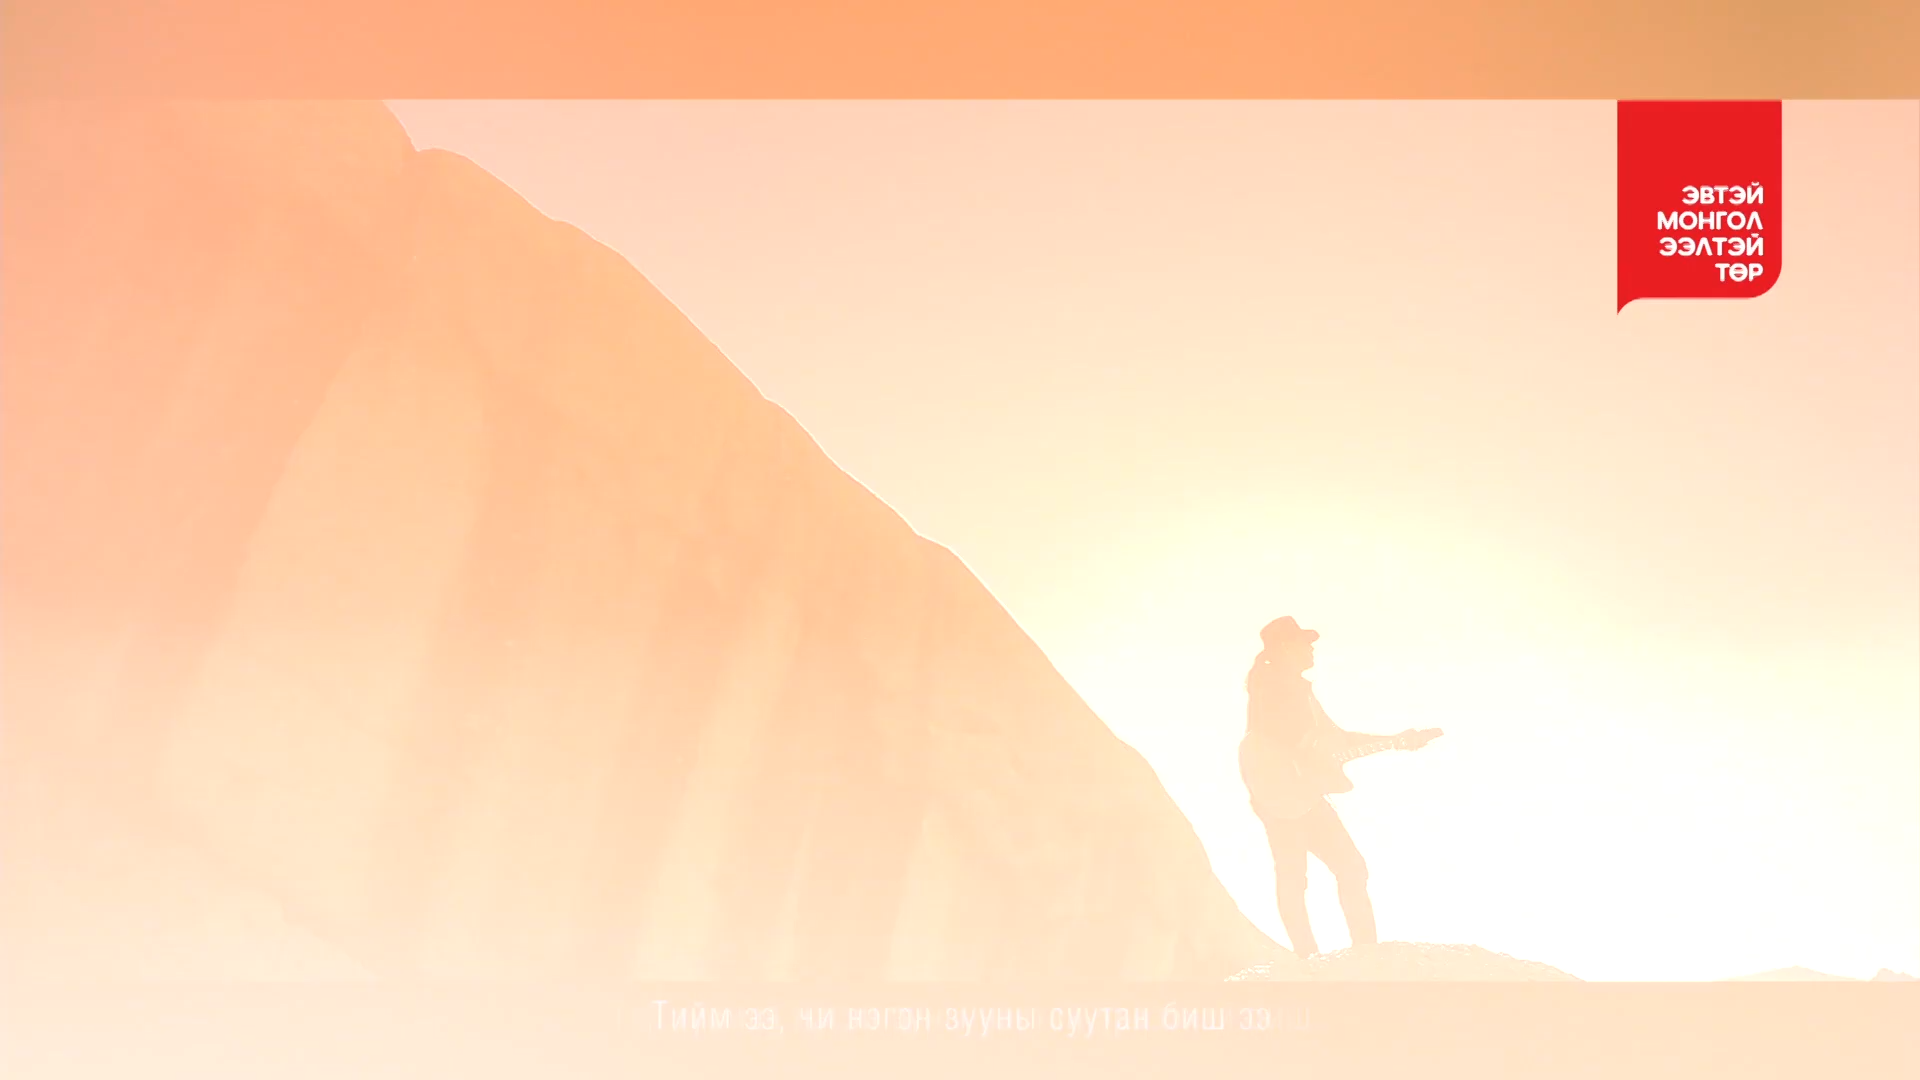 ЭВТЭЙ
МОНГОЛ
ЭЭЛТЭЙ
ТӨР
Тийм ээ, чи нэгэн зууны суутан биш ээ